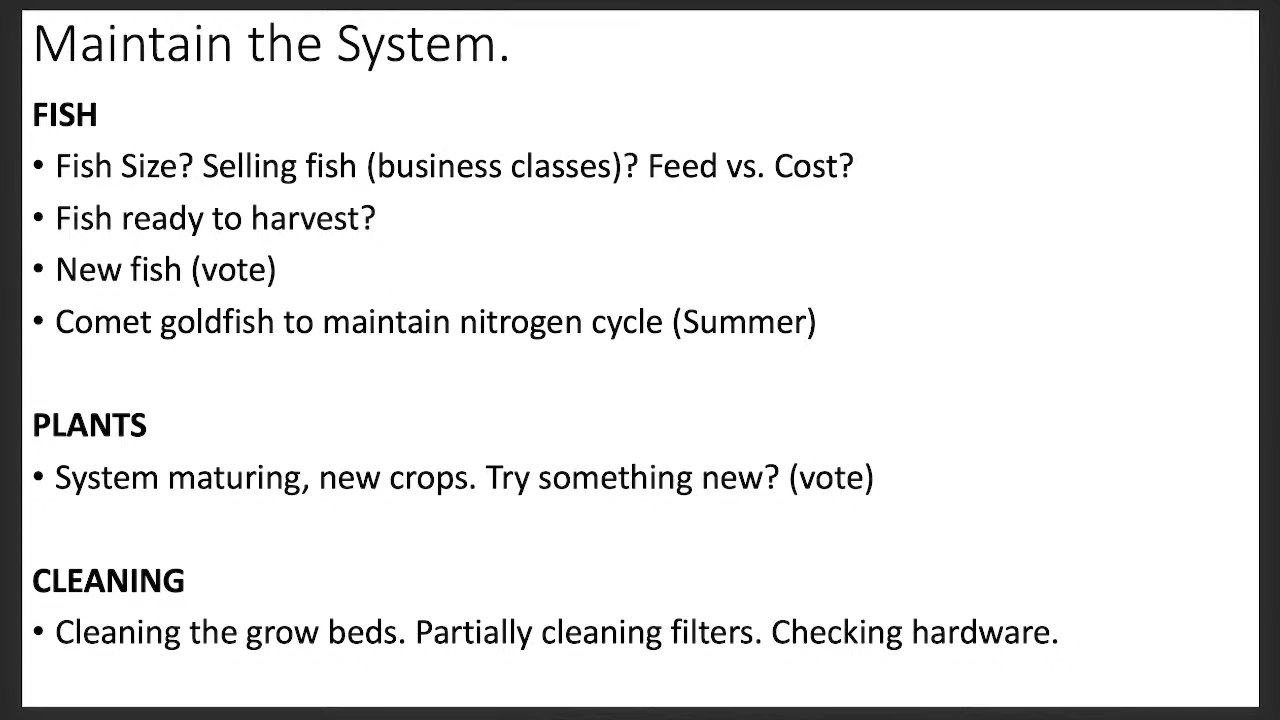 Maintain the System.
FISH
• Fish Size? Selling fish (business classes)? Feed vs. Cost?
• Fish ready to harvest?
• New fish (vote)
• Comet goldfish to maintain nitrogen cycle (Summer)
PLANTS
• System maturing, new crops. Try something new? (vote)
CLEANING
• Cleaning the grow beds. Partially cleaning filters. Checking hardware.